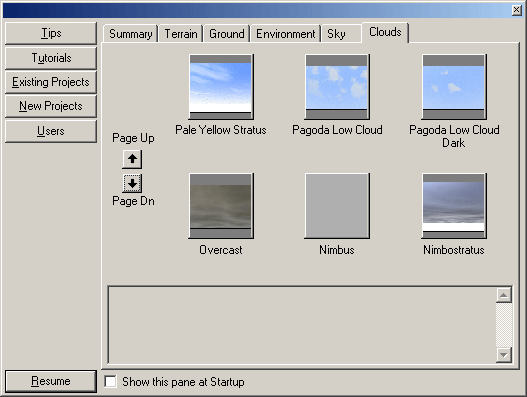 Tips
Tutorials
Existing Projects
New Projects
Users
Summary
Terrain
Ground
Environment
Sky
Clouds
Page Up
Page Dn
Pale Yellow Stratus
Pagoda Low Cloud
Pagoda Low Cloud
Dark
Overcast
Nimbus
Nimbostratus
Resume
Show this pane at Startup